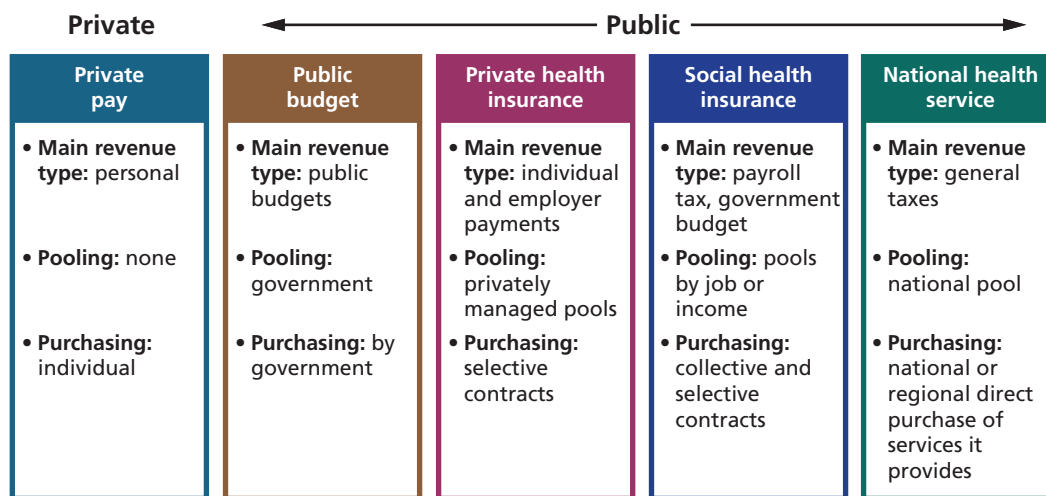 Private
Public
Private
pay
• Main revenue
type: personal
• Pooling: none
• Purchasing:
individual
Public
budget
• Main revenue
type: public
budgets
• Pooling:
government
• Purchasing: by
government
Private health
insurance
• Main revenue
type: individual
and employer
payments
• Pooling:
privately
managed pools
• Purchasing:
selective
contracts
Social health
insurance
• Main revenue
type: payroll
tax, government
budget
• Pooling: pools
by job or
income
• Purchasing:
collective and
selective
contracts
National health
service
• Main revenue
type: general
taxes
• Pooling:
national pool
• Purchasing:
national or
regional direct
purchase of
services it
provides